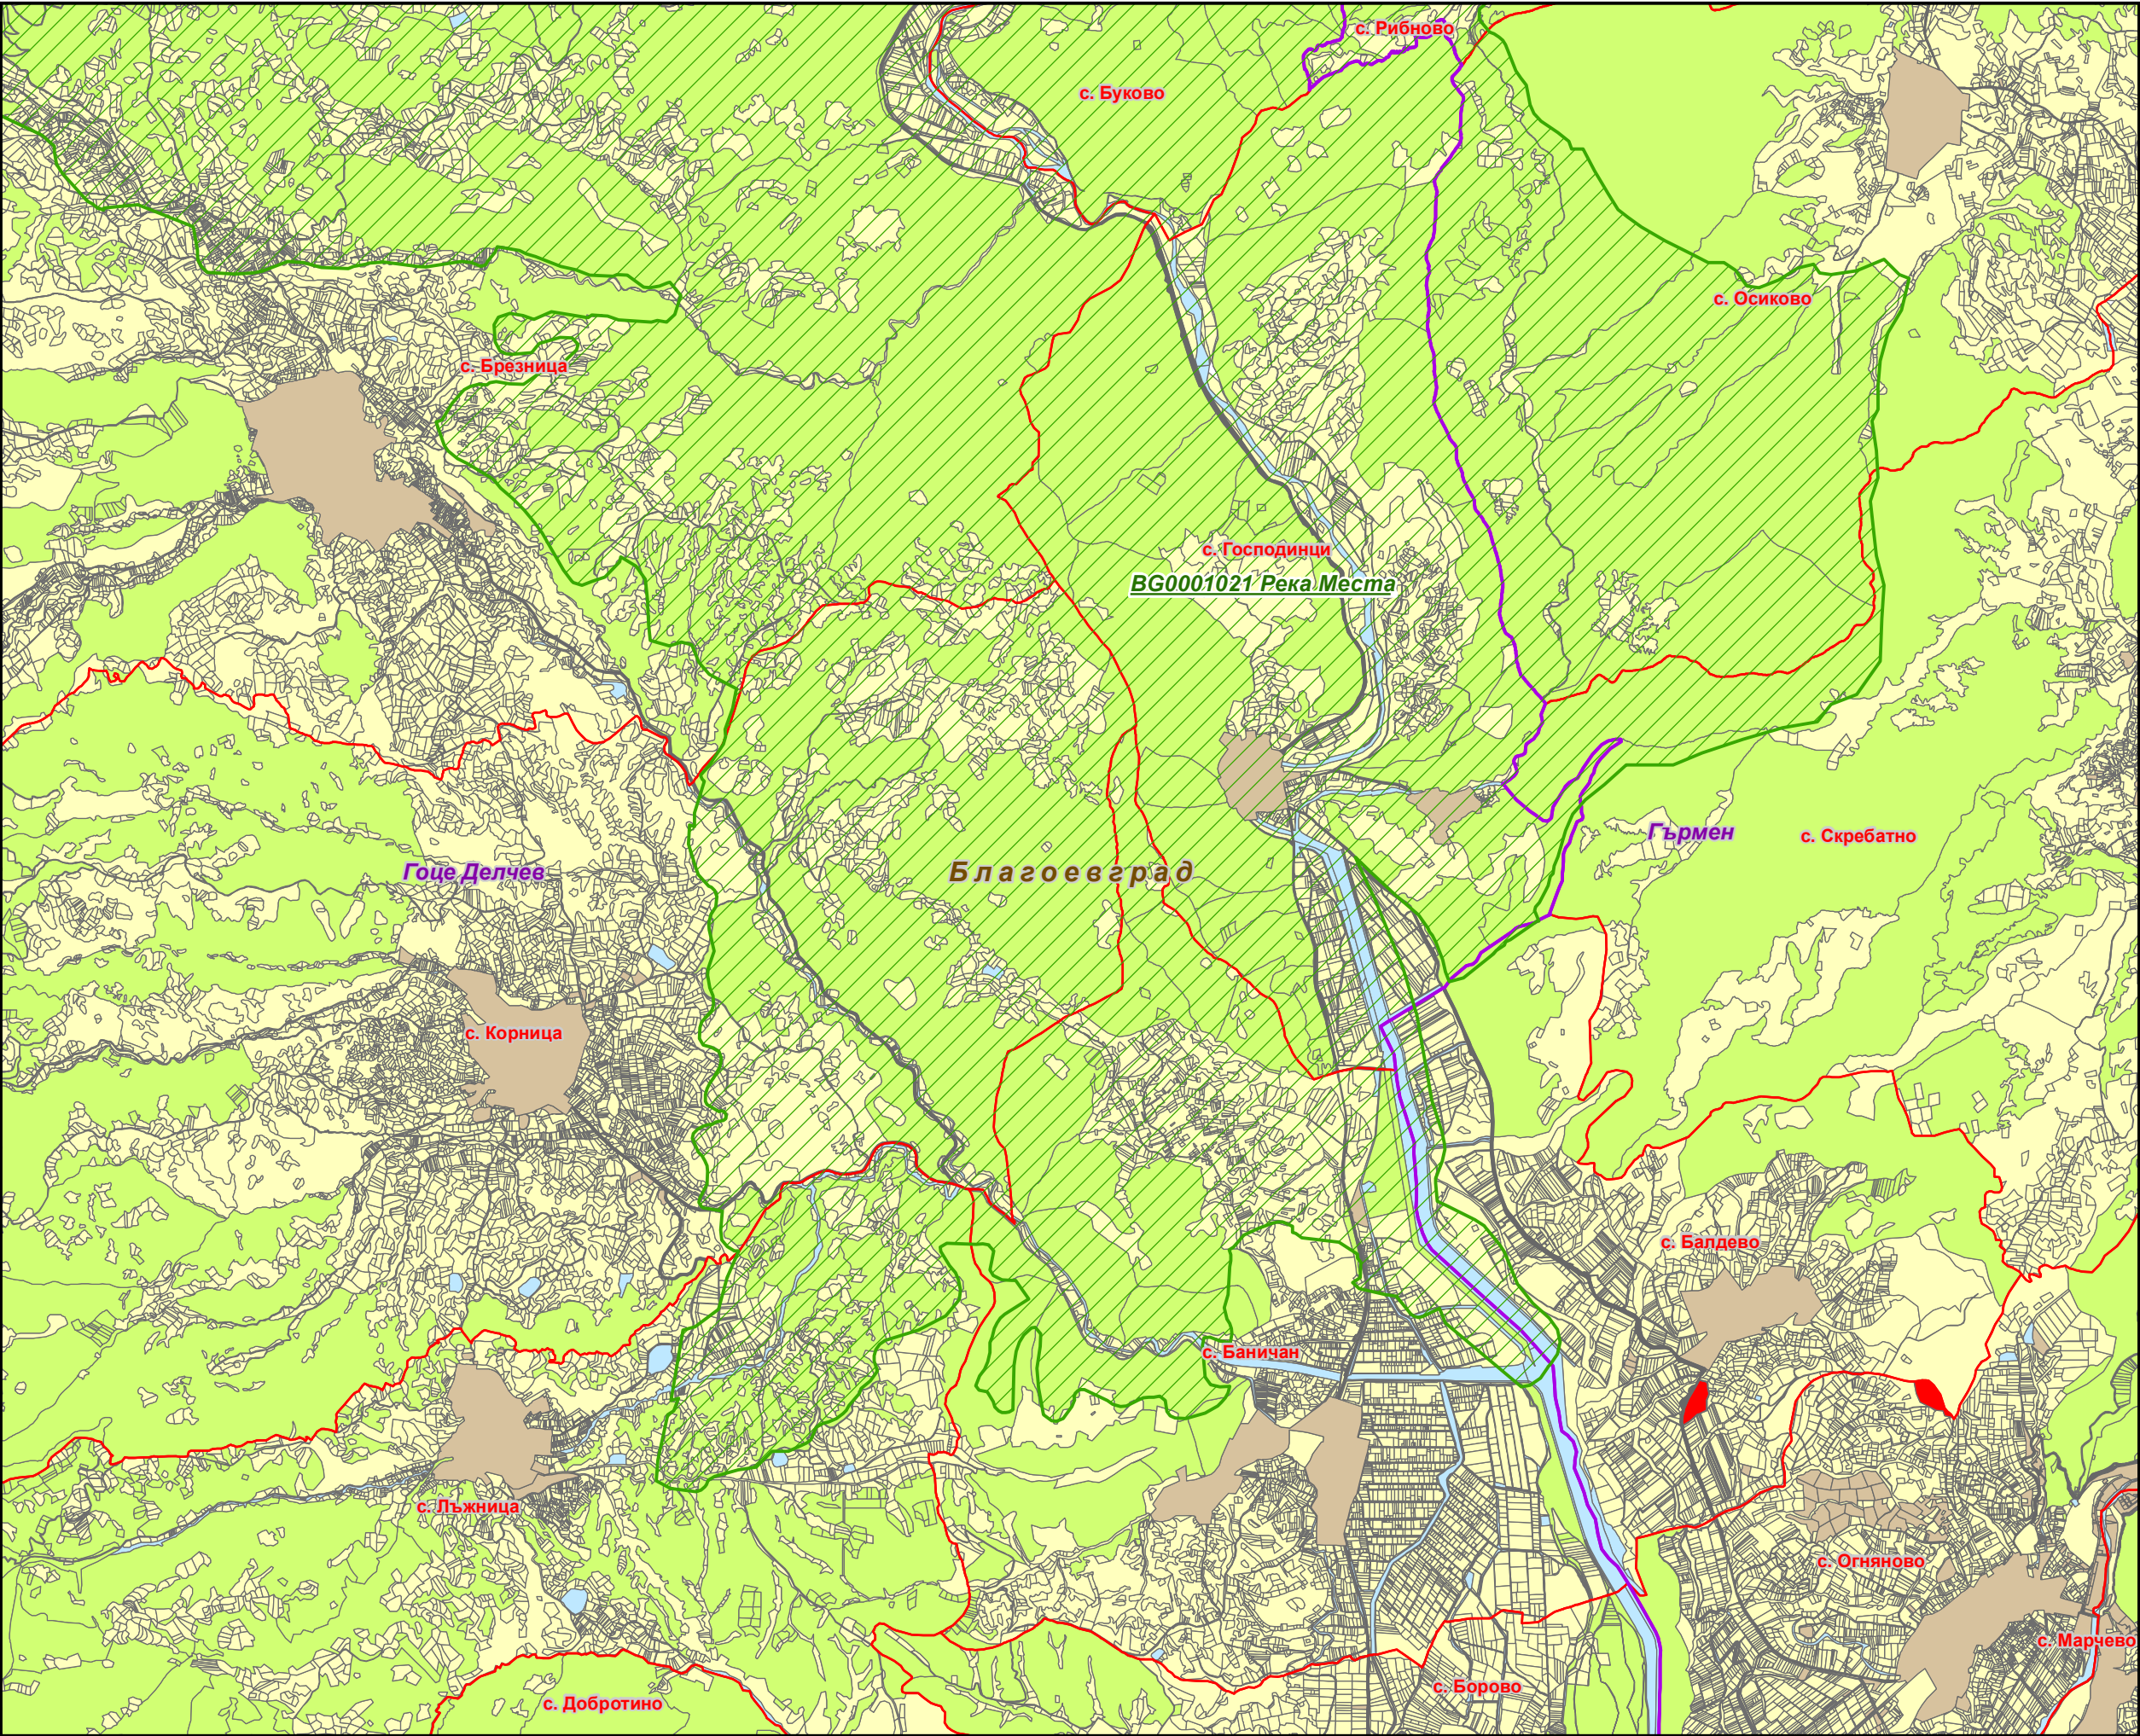 с. Рибново
с. Буково
с. Осиково
с. Брезница
с. Господинци
BG0001021 Река Места
Гърмен
с. Скребатно
Гоце Делчев
Благоевград
с. Корница
с. Балдево
с. Баничан
с. Лъжница
с. Огняново
с. Марчево
с. Борово
с. Добротино